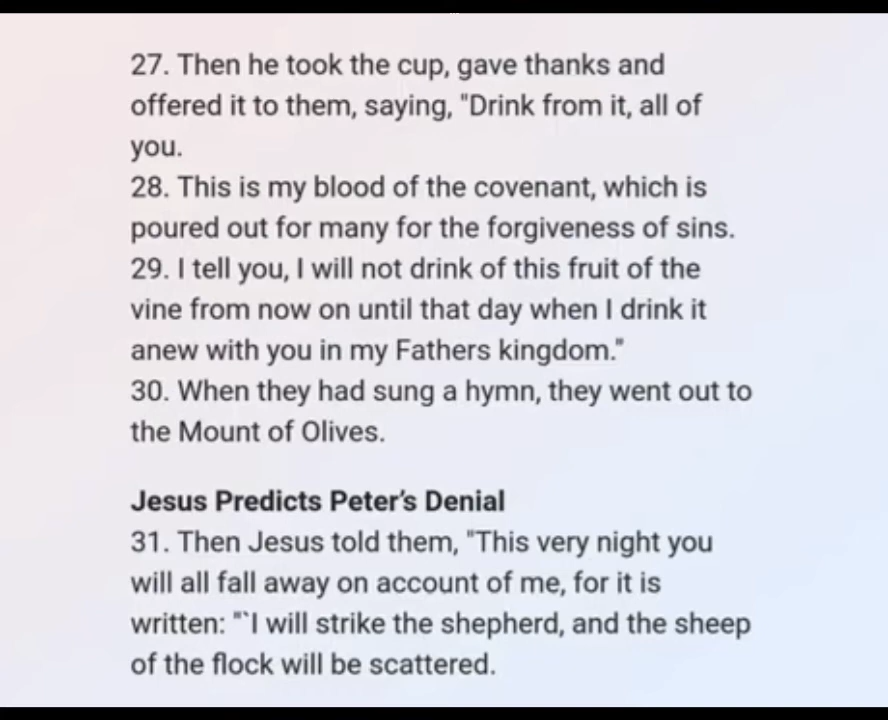 27. Then he took the cup, gave thanks and
offered it to them, saying, "Drink from it, all of
you.
28. This is my blood of the covenant, which is
poured out for many for the forgiveness of sins.
29. I tell you, I will not drink of this fruit of the
vine from now on until that day when I drink it
anew with you in my Fathers kingdom."
30. When they had sung a hymn, they went out to
the Mount of Olives.
Jesus Predicts Peter's Denial
31. Then Jesus told them, "This very night you
will all fall away on account of me, for it is
written: "`I will strike the shepherd, and the sheep
of the flock will be scattered.